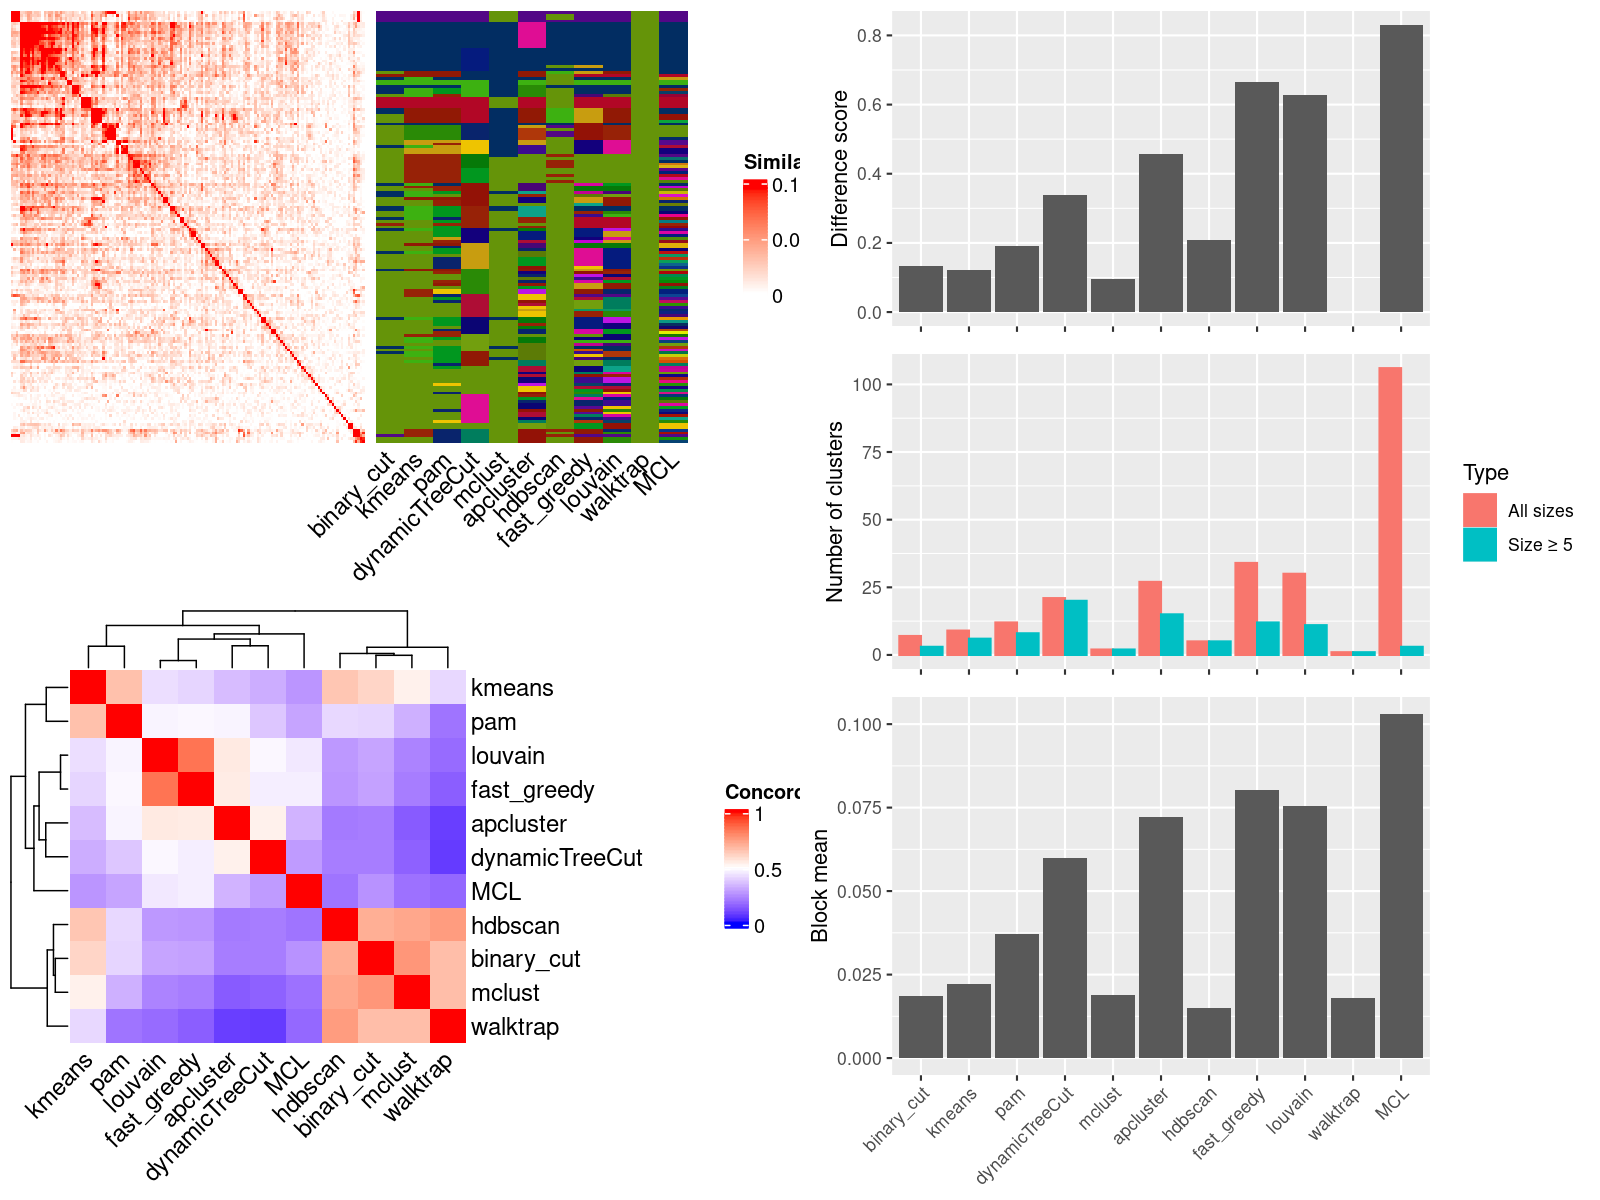 Simila
0.1
0.0
0
binary_cut
kmeans
pam
dynamicTreeCut
mclust
apcluster
hdbscan
fast_greedy
louvain
walktrap
MCL
kmeans
pam
louvain
fast_greedy
apcluster
dynamicTreeCut
MCL
hdbscan
binary_cut
mclust
walktrap
kmeans
pam
louvain
fast_greedy
apcluster
dynamicTreeCut
MCL
hdbscan
binary_cut
mclust
walktrap
Concord
1
0.5
0
Difference score
0.8
0.6
0.4
0.2
0.0
Number of clusters
100
75
50
25
0
Type
All sizes
Size ≥ 5
Block mean
0.100
0.075
0.050
0.025
0.000
binary_cut
kmeans
pam
dynamicTreeCut
mclust
apcluster
hdbscan
fast_greedy
louvain
walktrap
MCL